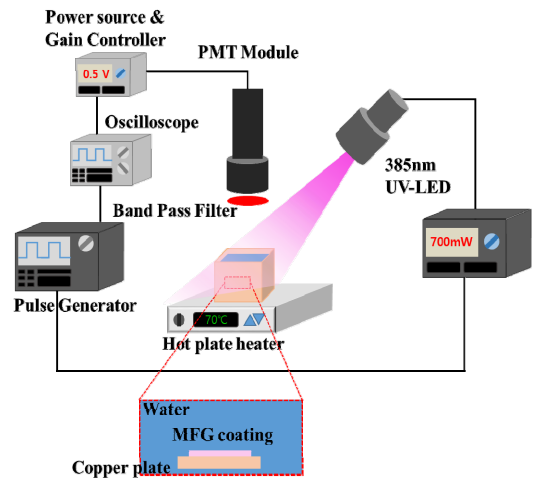 Power source &
Gain Controller
PMT Module
0.5 V
Oscilloscope
385nm
UV-LED
Band Pass Filter
700mW
Pulse Generator
70℃
Hot plate heater
Water
MFG coating
Copper plate